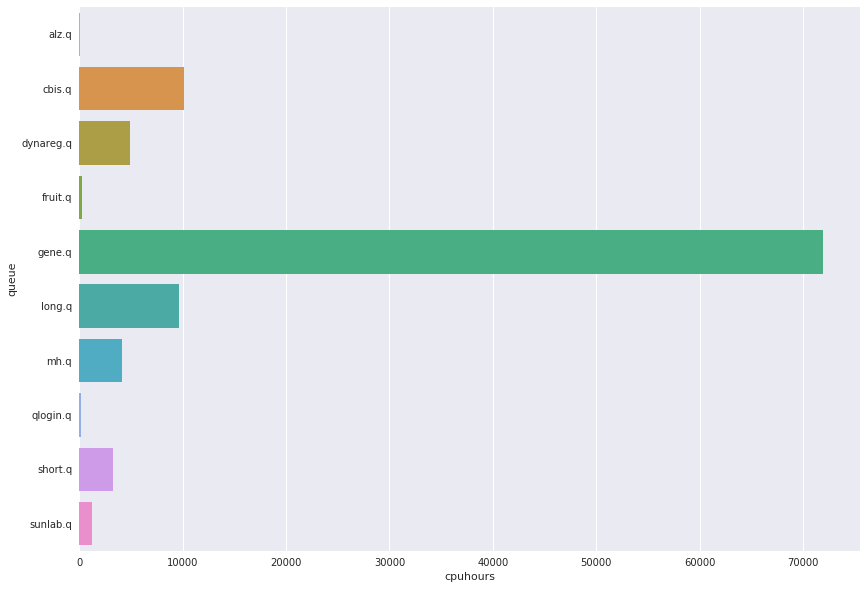 alz.q
cbis.q
dynareg.q
fruit.q
gene.q
long.q
mh.q
qlogin.q
short.q
sunlab.q
queue
0 10000 20000 30000 40000 50000 60000 70000
cpuhours